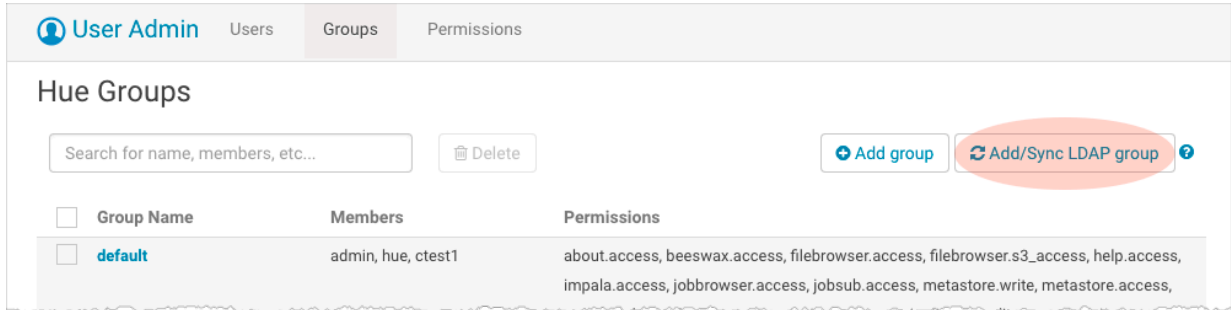 User Admin Users Groups Permissions
Hue Groups
Search for name, members, etc... Delete Add group Add/Sync LDAP group ?
Group Name Members Permissions
default admin, hue, ctest1 about.access, beeswax.access, filebrowser.access, filebrowser.s3_access, help.access,
impala.access, jobbrowser.access, jobsub.access, metastore.write, metastore.access,